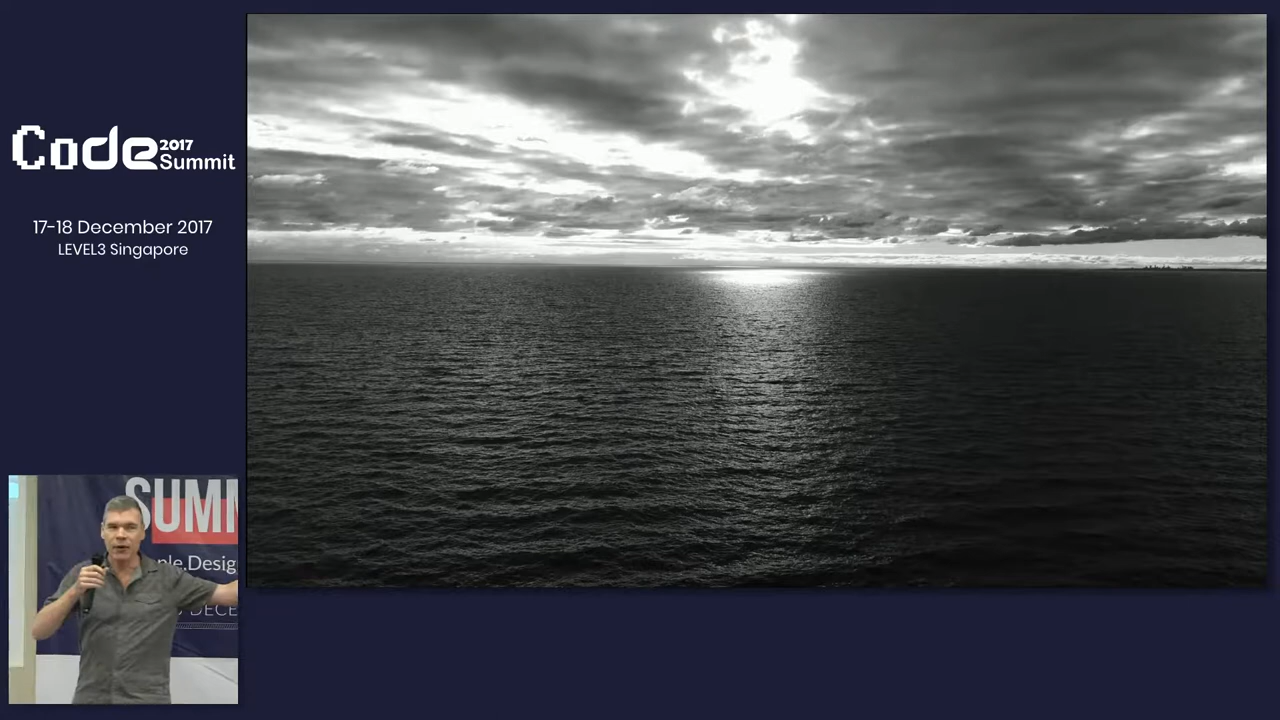 Code 2017 Summit
17-18 December 2017
LEVEL3 Singapore
SUMM
ple.Desig
DECE